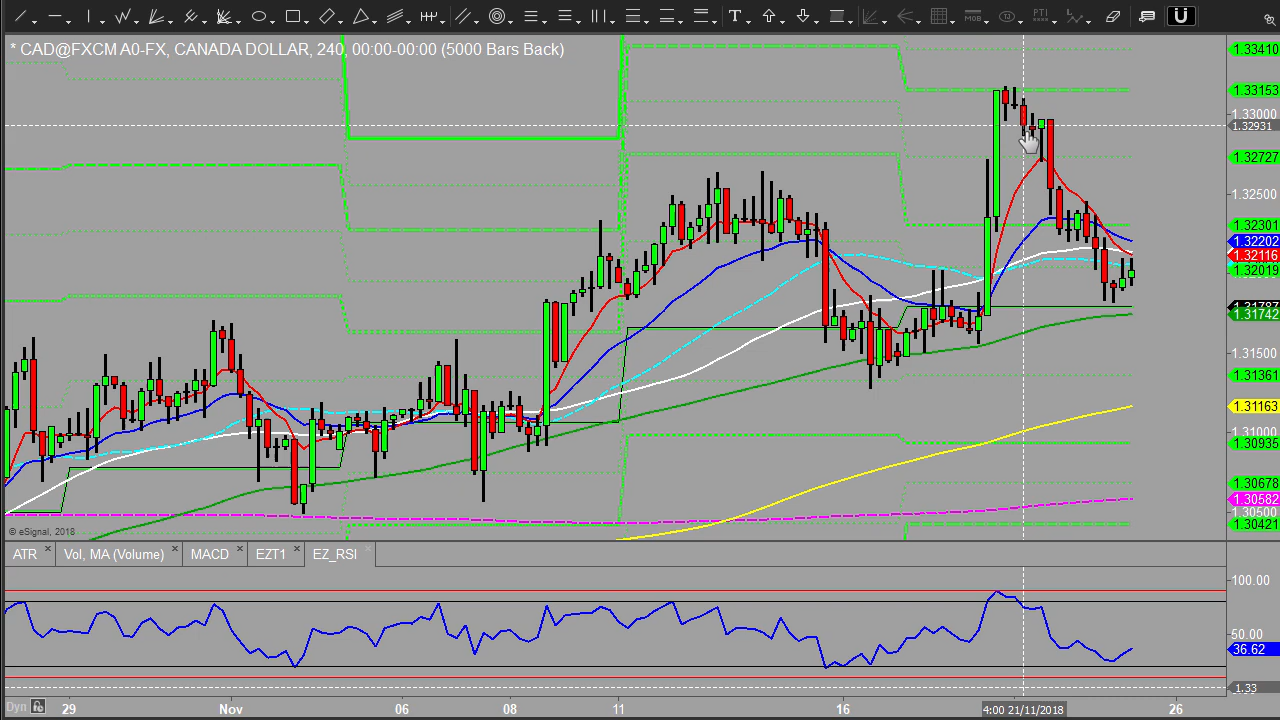 T
MOB
PTI
U
* CAD@FXCM A0-FX, CANADA DOLLAR, 240, 00:00-00:00 (5000 Bars Back)
1.33410
1.33153
1.33000
1.32931
1.32727
1.32500
1.32301
1.32202
1.32116
1.32019
1.31742
1.31500
1.31361
1.31163
1.31000
1.30935
1.30678
1.30582
1.30500
1.30421
© eSignal, 2018
ATR
Vol, MA (Volume)
MACD
EZT1
EZ_RSI
100.00
50.00
36.62
1.33
Dyn
29
Nov
06
08
11
16
4:00 21/11/2018
26